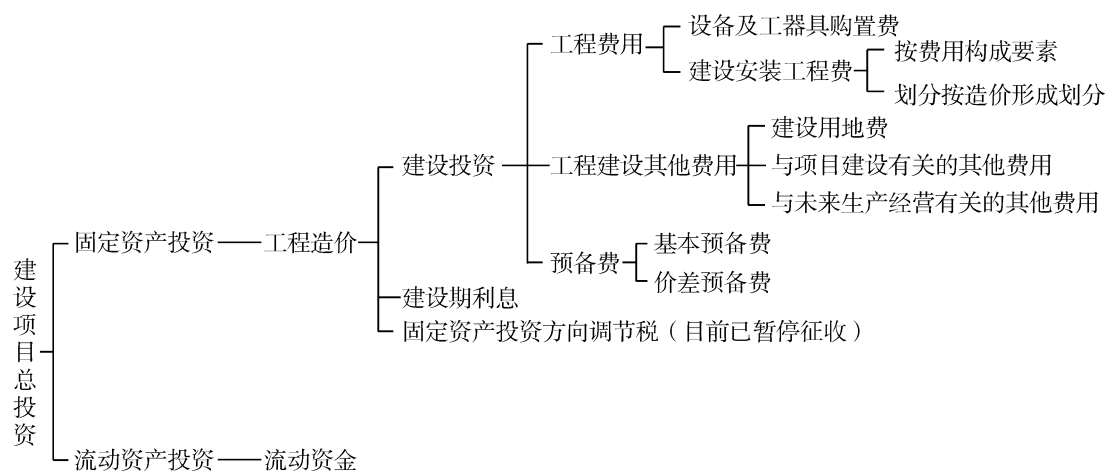 建设项目总投资
固定资产投资
工程造价
建设投资
工程费用
设备及工器具购置费
建设安装工程费
按费用构成要素
划分按造价形成划分
工程建设其他费用
建设用地费
与项目建设有关的其他费用
与未来生产经营有关的其他费用
预备费
基本预备费
价差预备费
建设期利息
固定资产投资方向调节税（目前已暂停征收）
流动资产投资
流动资金